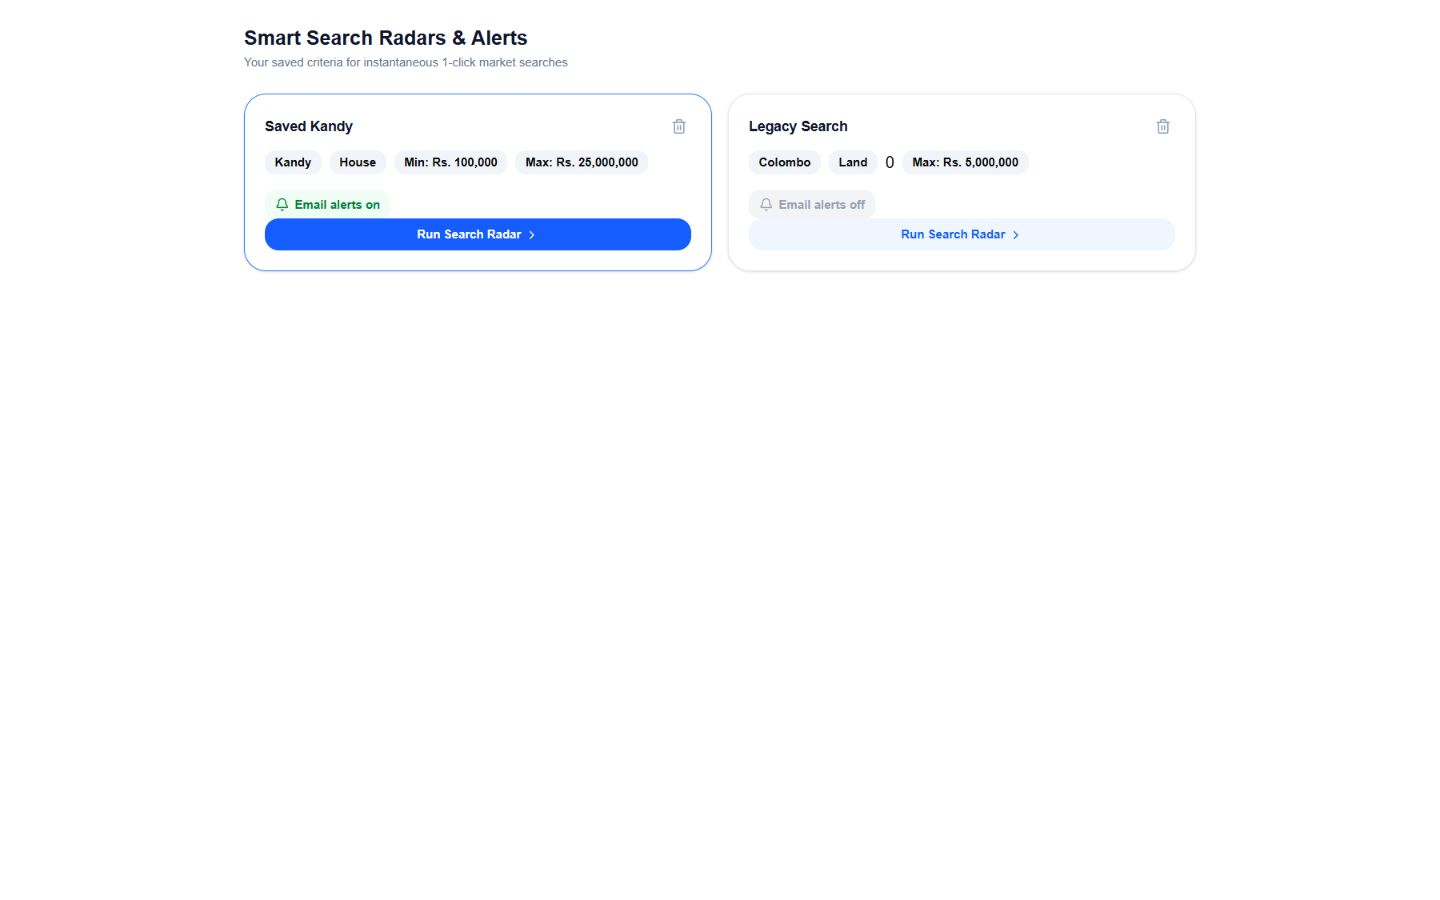 Smart Search Radars & Alerts
Your saved criteria for instantaneous 1-click market searches
Saved Kandy
Kandy House Min: Rs. 100,000 Max: Rs. 25,000,000
Email alerts on
Run Search Radar
Legacy Search
Colombo Land 0 Max: Rs. 5,000,000
Email alerts off
Run Search Radar